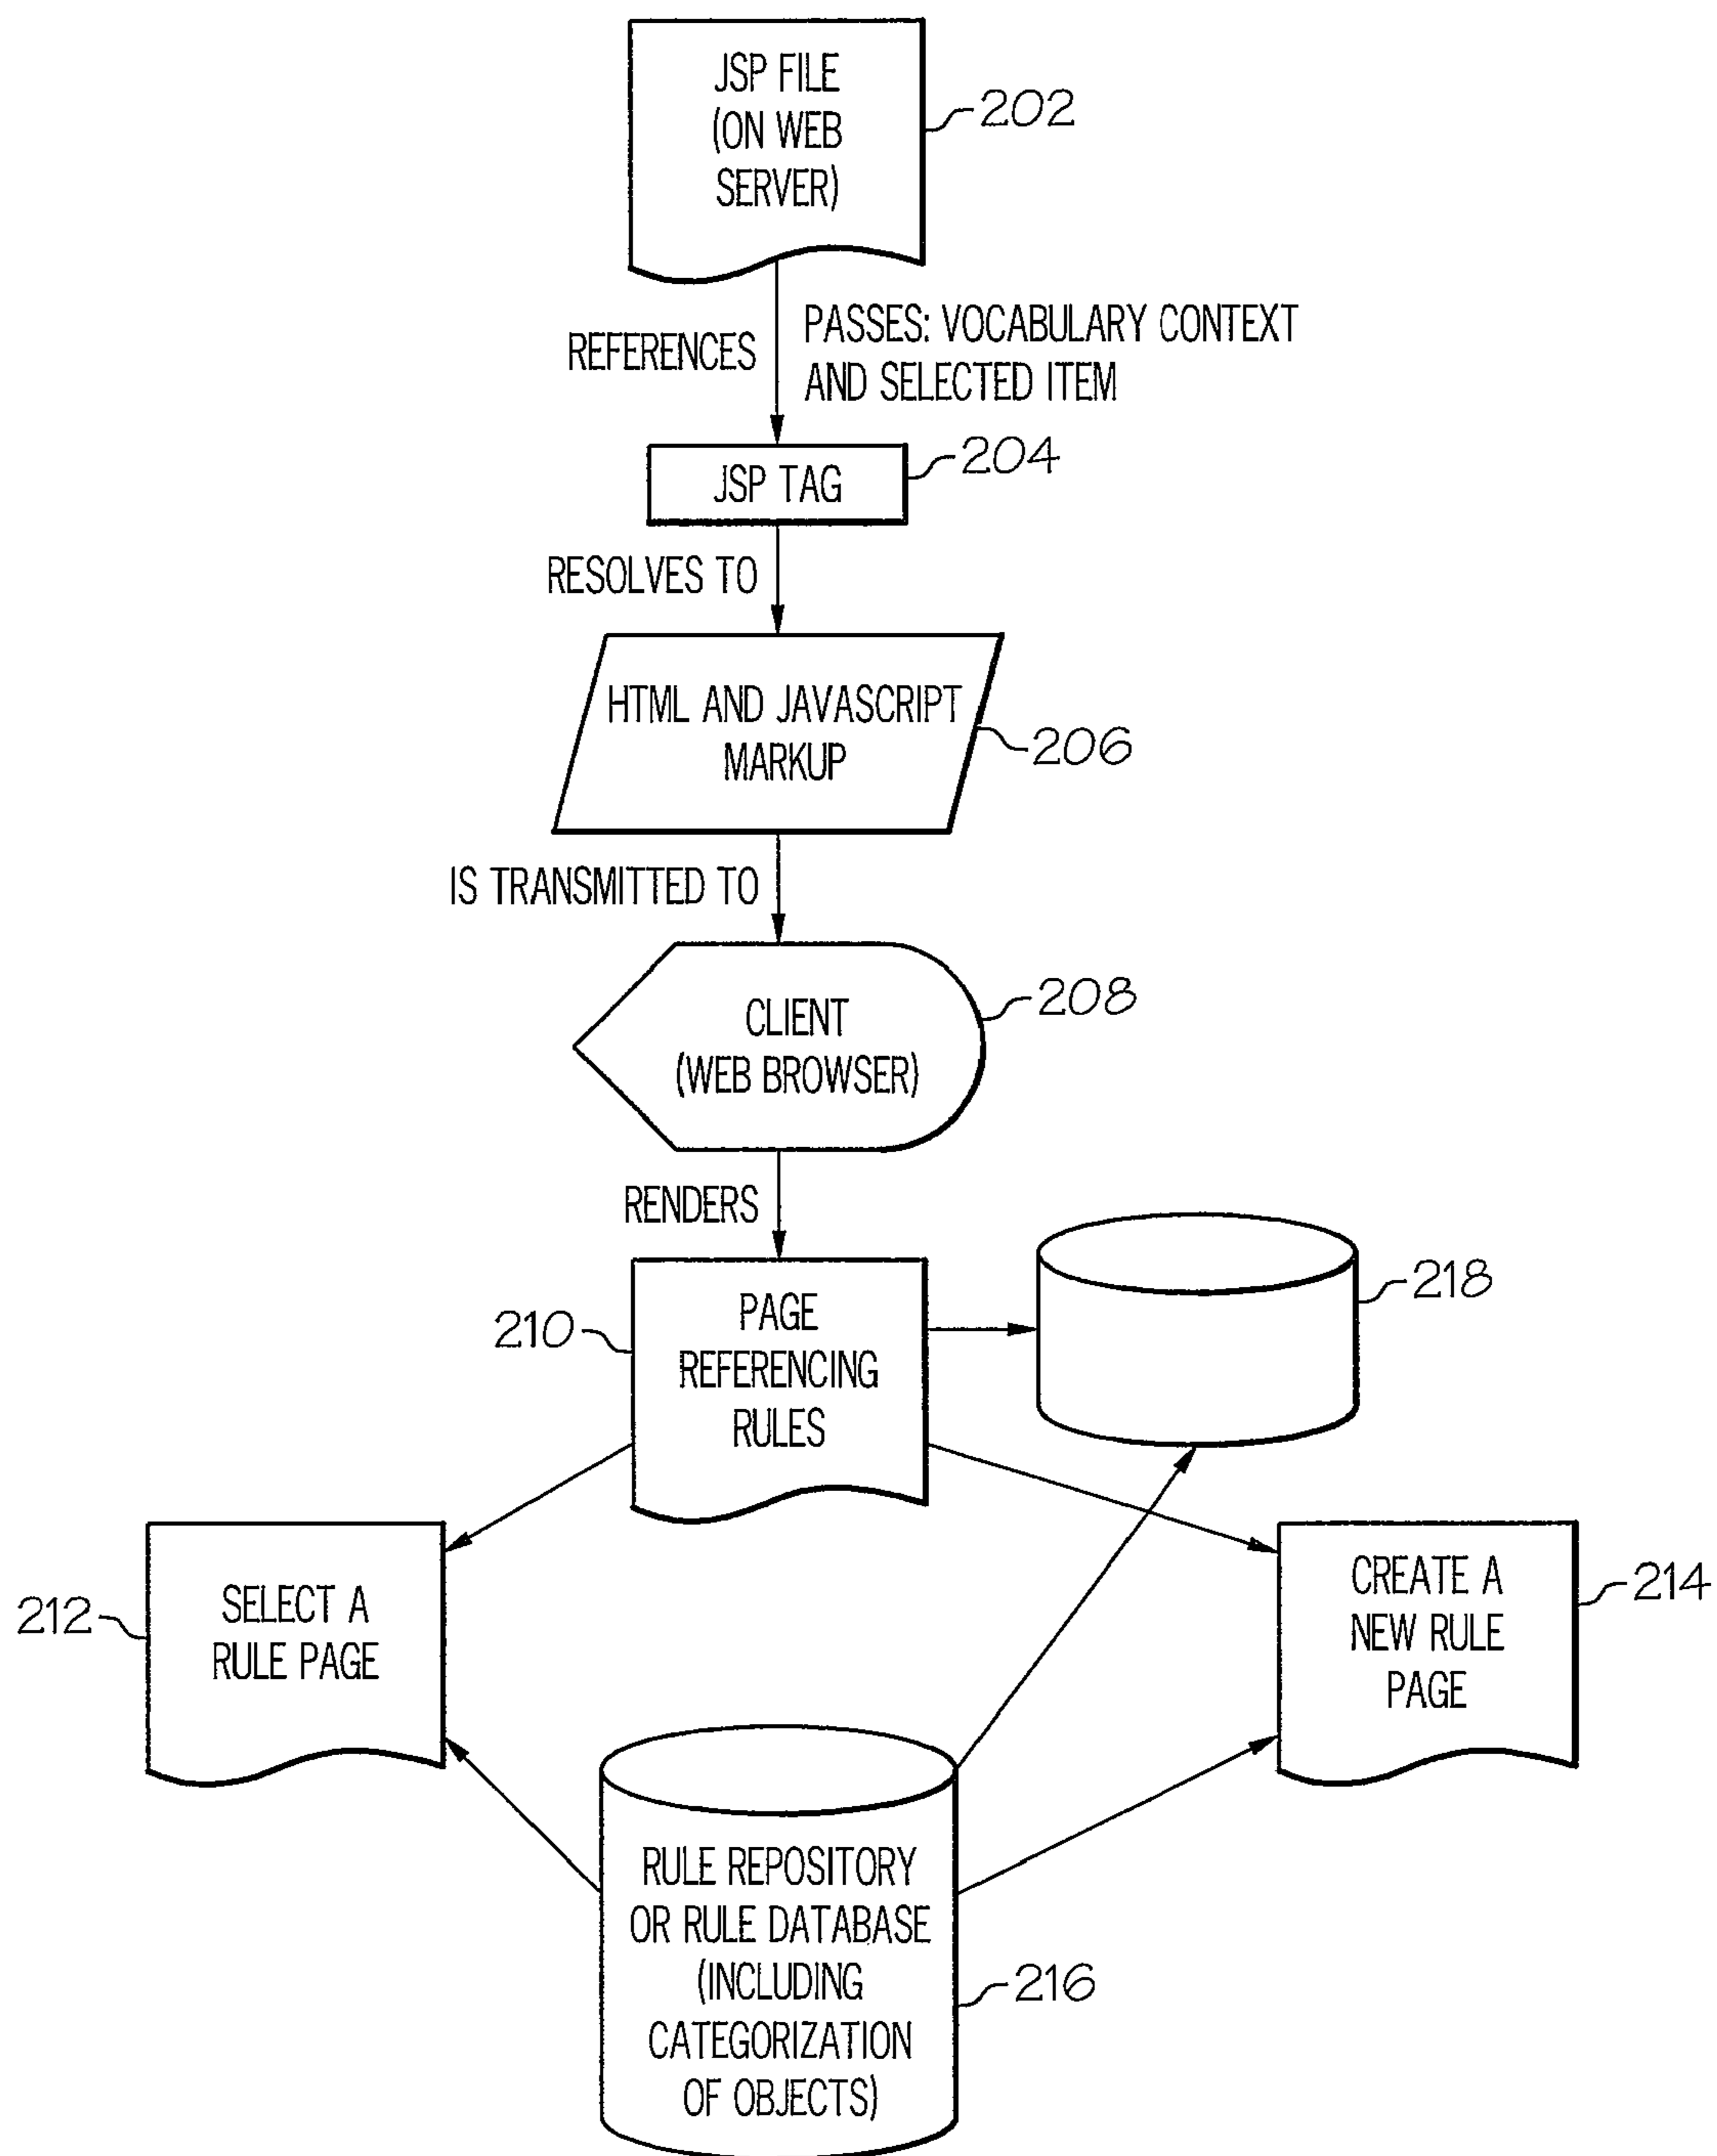 JSP FILE
(ON WEB
SERVER)
202
REFERENCES
PASSES: VOCABULARY CONTEXT
AND SELECTED ITEM
JSP TAG
204
RESOLVES TO
HTML AND JAVASCRIPT
MARKUP
206
IS TRANSMITTED TO
CLIENT
(WEB BROWSER)
208
RENDERS
210
PAGE
REFERENCING
RULES
218
212
SELECT A
RULE PAGE
CREATE A
NEW RULE
PAGE
214
RULE REPOSITORY
OR RULE DATABASE
(INCLUDING
CATEGORIZATION
OF OBJECTS)
216